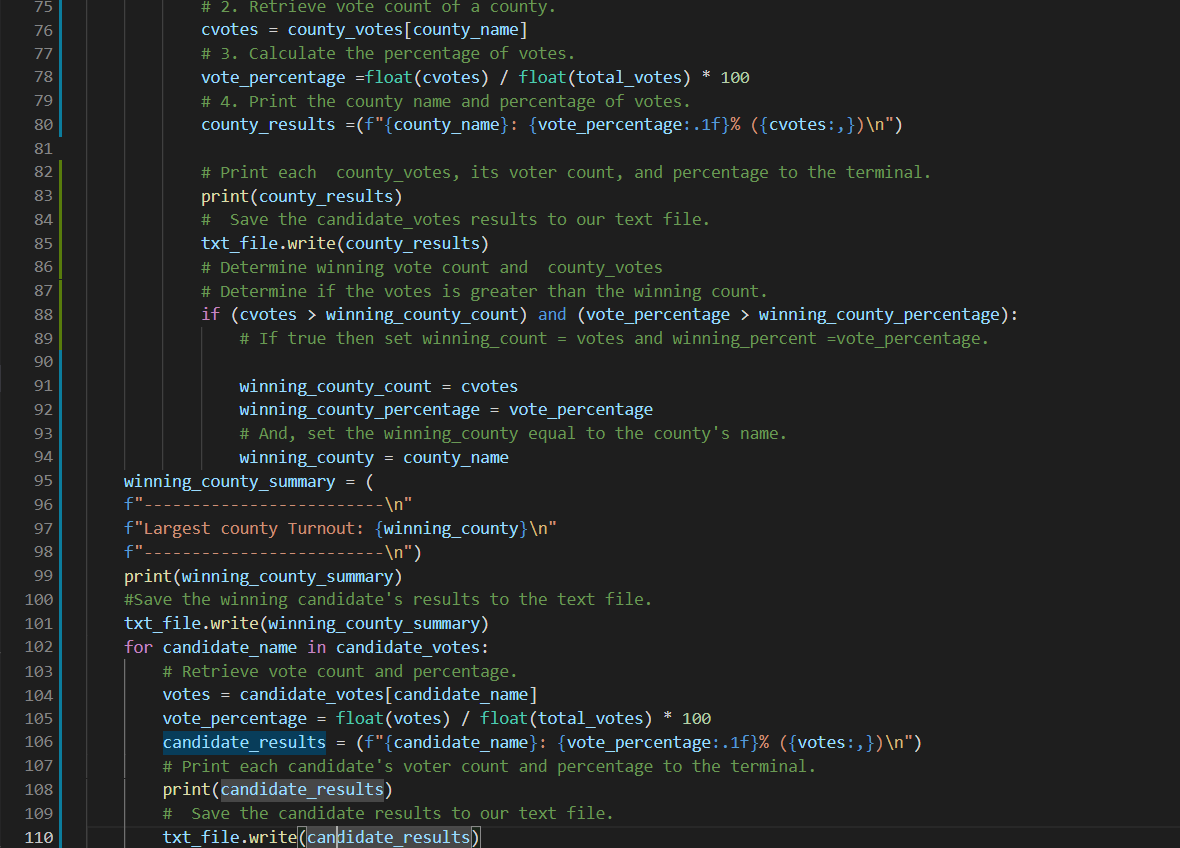 75 # 2. Retrieve vote count of a county.
76 cvotes = county_votes[county_name]
77 # 3. Calculate the percentage of votes.
78 vote_percentage =float(cvotes) / float(total_votes) * 100
79 # 4. Print the county name and percentage of votes.
80 county_results =(f"{county_name}: {vote_percentage:.1f}% ({cvotes:,})\n")
81
82 # Print each  county_votes, its voter count, and percentage to the terminal.
83 print(county_results)
84 #  Save the candidate_votes results to our text file.
85 txt_file.write(county_results)
86 # Determine winning vote count and  county_votes
87 # Determine if the votes is greater than the winning count.
88 if (cvotes > winning_county_count) and (vote_percentage > winning_county_percentage):
89 # If true then set winning_count = votes and winning_percent =vote_percentage.
90
91 winning_county_count = cvotes
92 winning_county_percentage = vote_percentage
93 # And, set the winning_county equal to the county's name.
94 winning_county = county_name
95 winning_county_summary = (
96 f"-------------------------\n"
97 f"Largest county Turnout: {winning_county}\n"
98 f"-------------------------\n")
99 print(winning_county_summary)
100 #Save the winning candidate's results to the text file.
101 txt_file.write(winning_county_summary)
102 for candidate_name in candidate_votes:
103 # Retrieve vote count and percentage.
104 votes = candidate_votes[candidate_name]
105 vote_percentage = float(votes) / float(total_votes) * 100
106 candidate_results = (f"{candidate_name}: {vote_percentage:.1f}% ({votes:,})\n")
107 # Print each candidate's voter count and percentage to the terminal.
108 print(candidate_results)
109 #  Save the candidate results to our text file.
110 txt_file.write(candidate_results)